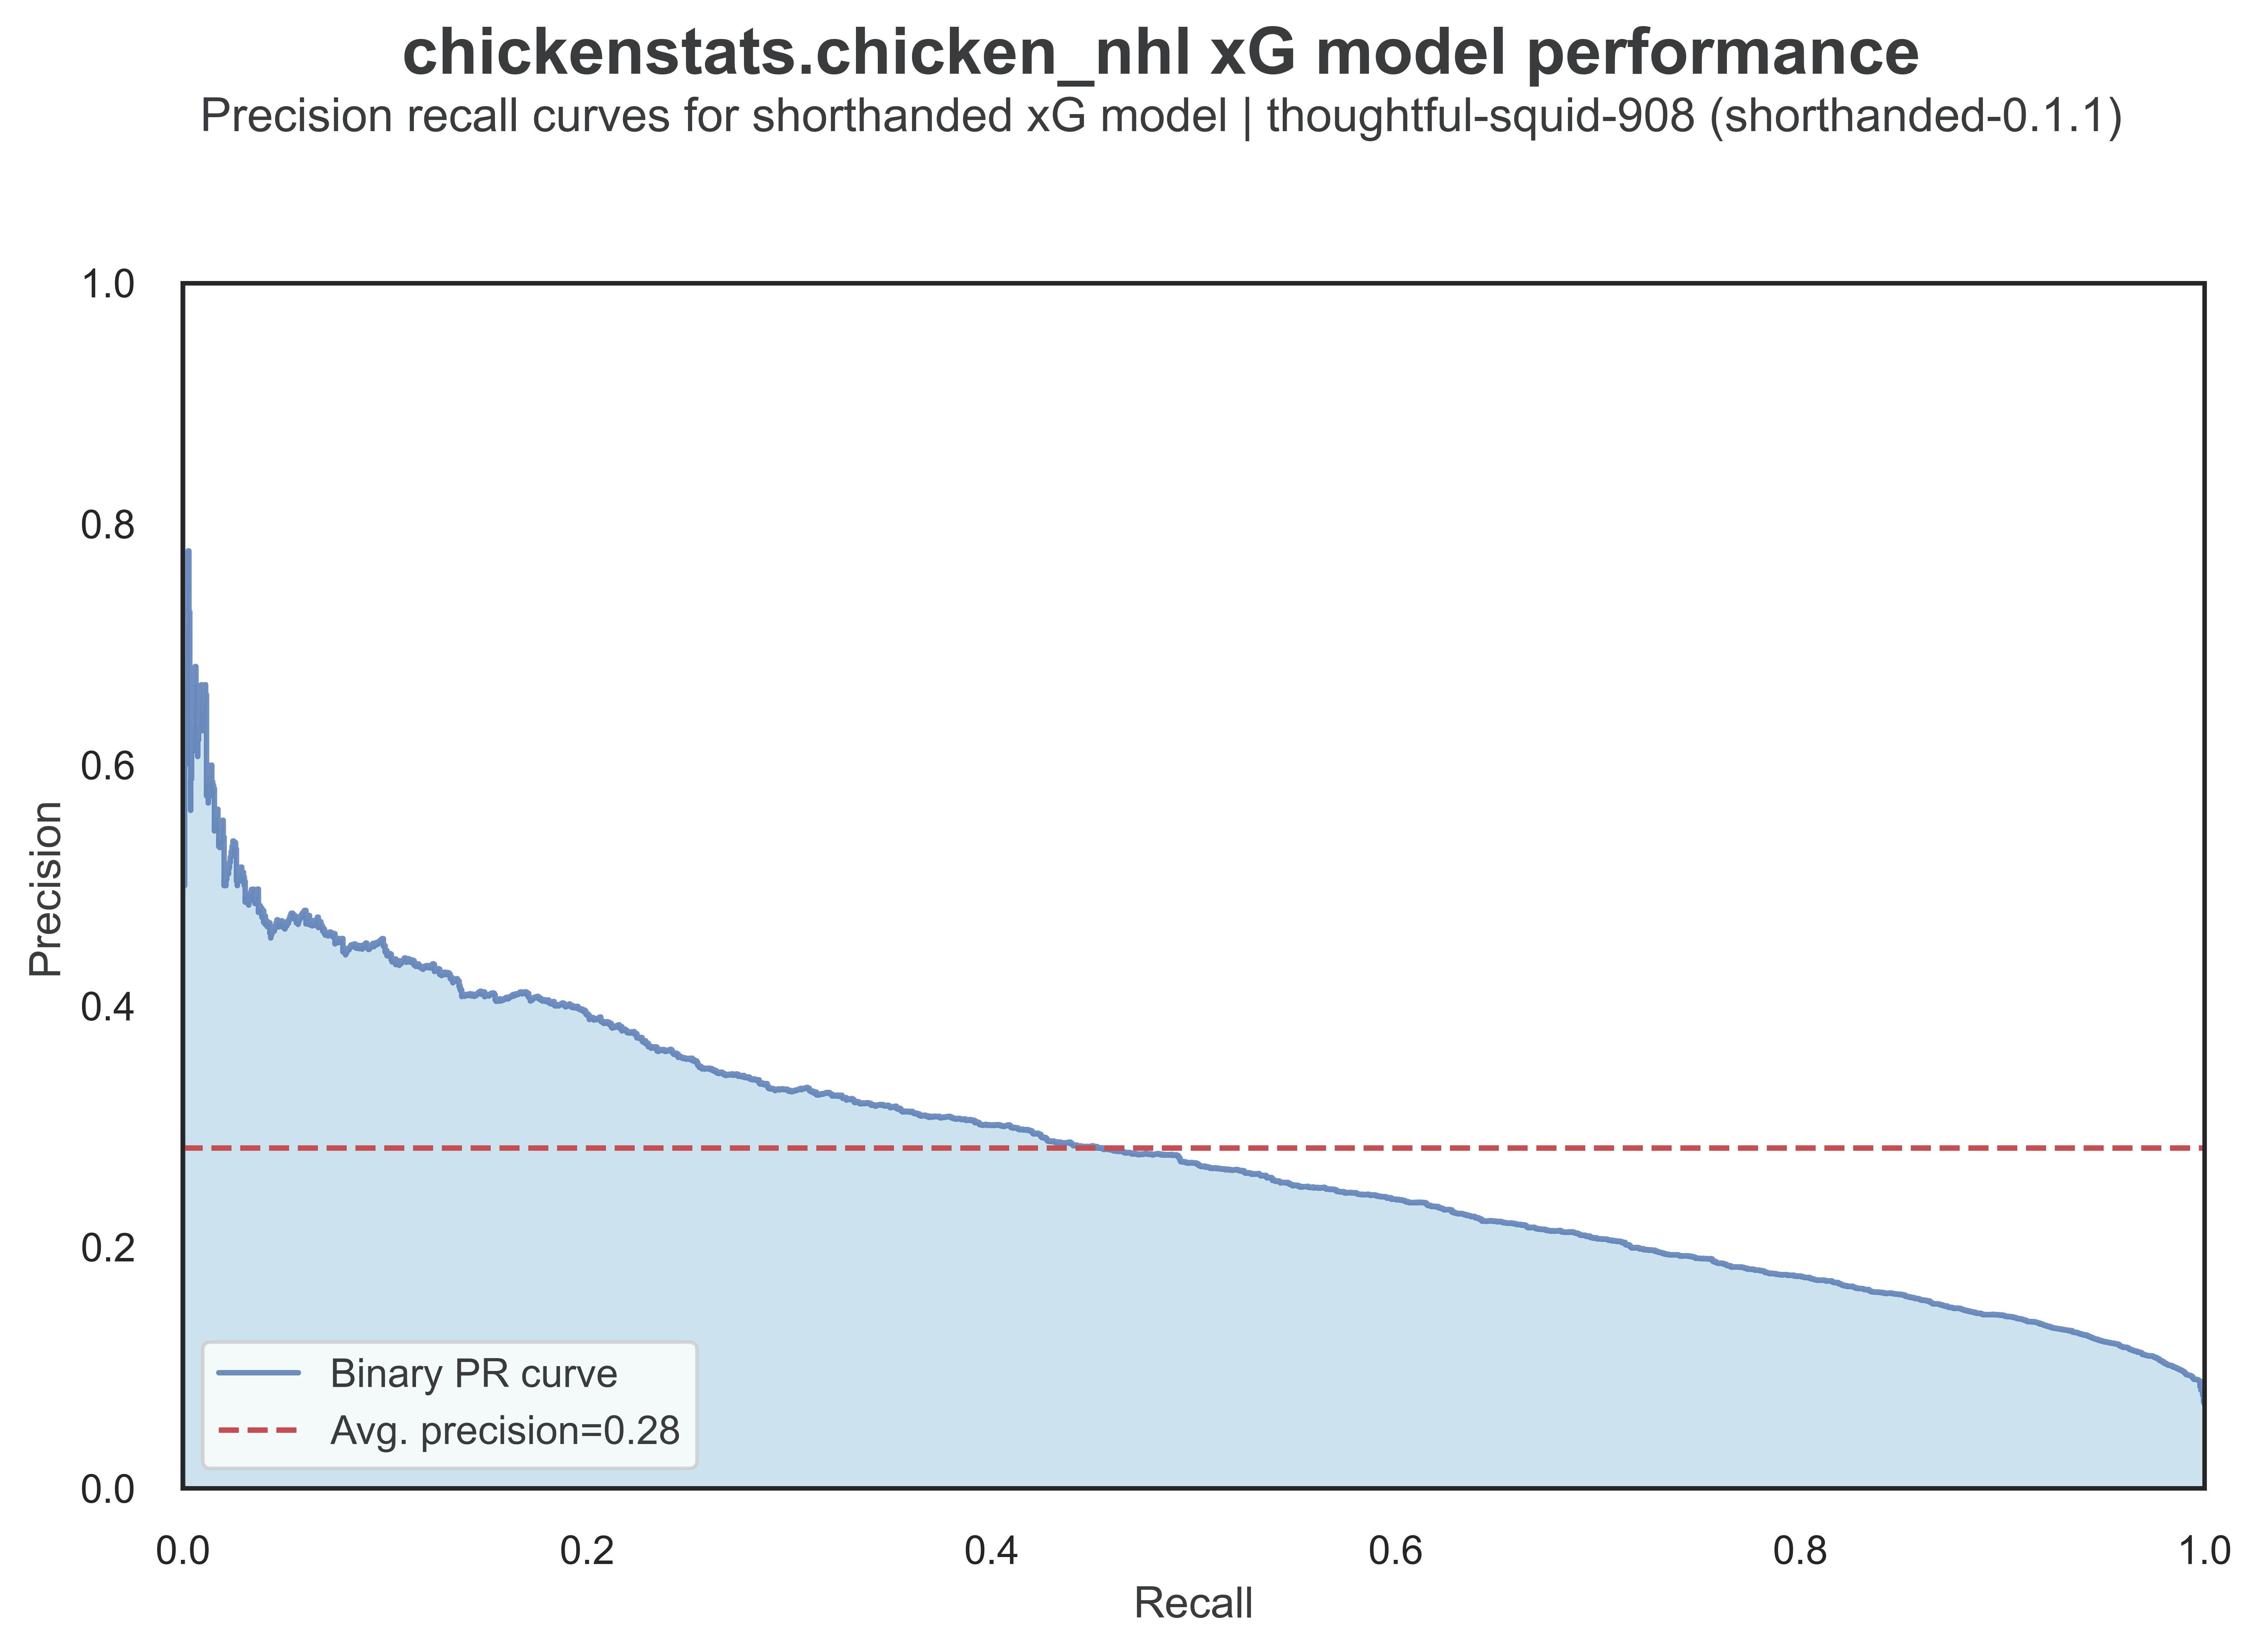 chickenstats.chicken_nhl xG model performance
Precision recall curves for shorthanded xG model | thoughtful-squid-908 (shorthanded-0.1.1)
1.0
0.8
0.6
0.4
0.2
0.0
Precision
Binary PR curve
Avg. precision=0.28
0.0 0.2 0.4 0.6 0.8 1.0
Recall